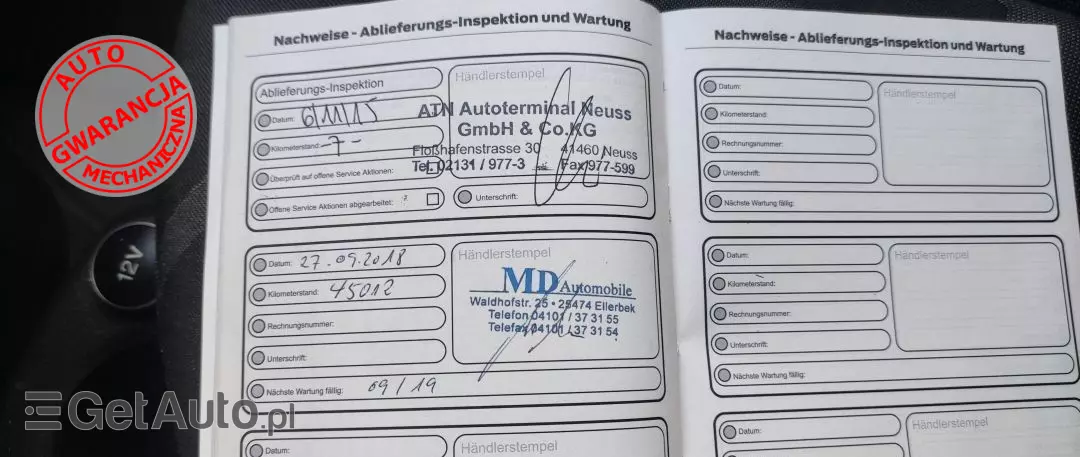 AUTO
GWARANCJA
MECHANICZNA
12V
Nachweise - Ablieferungs-Inspektion und Wartung
Ablieferungs-Inspektion
Datum: 6/11/15
Kilometerstand: -7-
Überprüft auf offene Service Aktionen:
Offene Service Aktionen abgearbeitet: ?
Händlerstempel
ATN Autoterminal Neuss
GmbH & Co.KG
Floßhafenstrasse 30 41460 Neuss
Tel. 02131 / 977-3 Fax 977-599
Unterschrift:
Datum: 27.09.2018
Kilometerstand: 45012
Rechnungsnummer:
Unterschrift:
Nächste Wartung fällig: 09/19
Händlerstempel
MD Automobile
Waldhofstr. 25 • 25474 Ellerbek
Telefon 04101 / 37 31 55
Telefax 04101 / 37 31 54
Datum:
Händlerstempel
Nachweise - Ablieferungs-Inspektion und Wartung
Datum:
Kilometerstand:
Rechnungsnummer:
Unterschrift:
Nächste Wartung fällig:
Händlerstempel
Datum:
Kilometerstand:
Rechnungsnummer:
Unterschrift:
Nächste Wartung fällig:
Händlerstempel
Datum:
Händlerstempel
GetAuto.pl